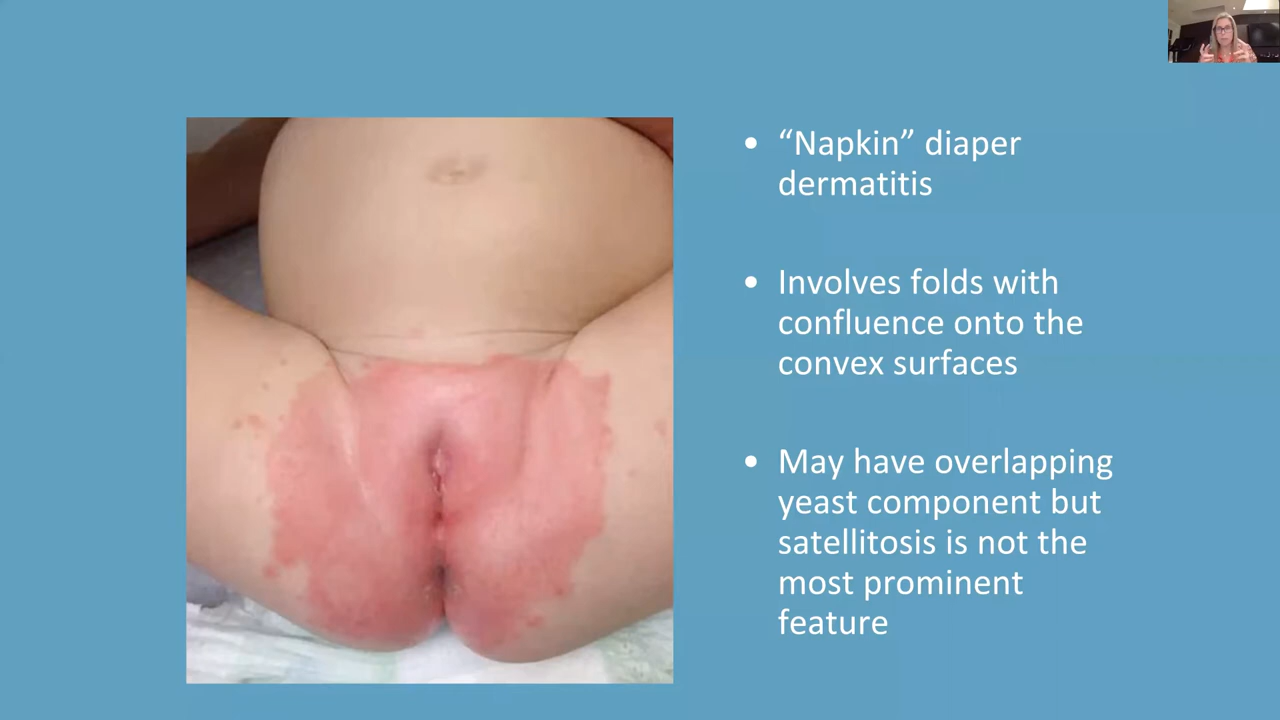 • “Napkin” diaper
dermatitis
• Involves folds with
confluence onto the
convex surfaces
• May have overlapping
yeast component but
satellitosis is not the
most prominent
feature